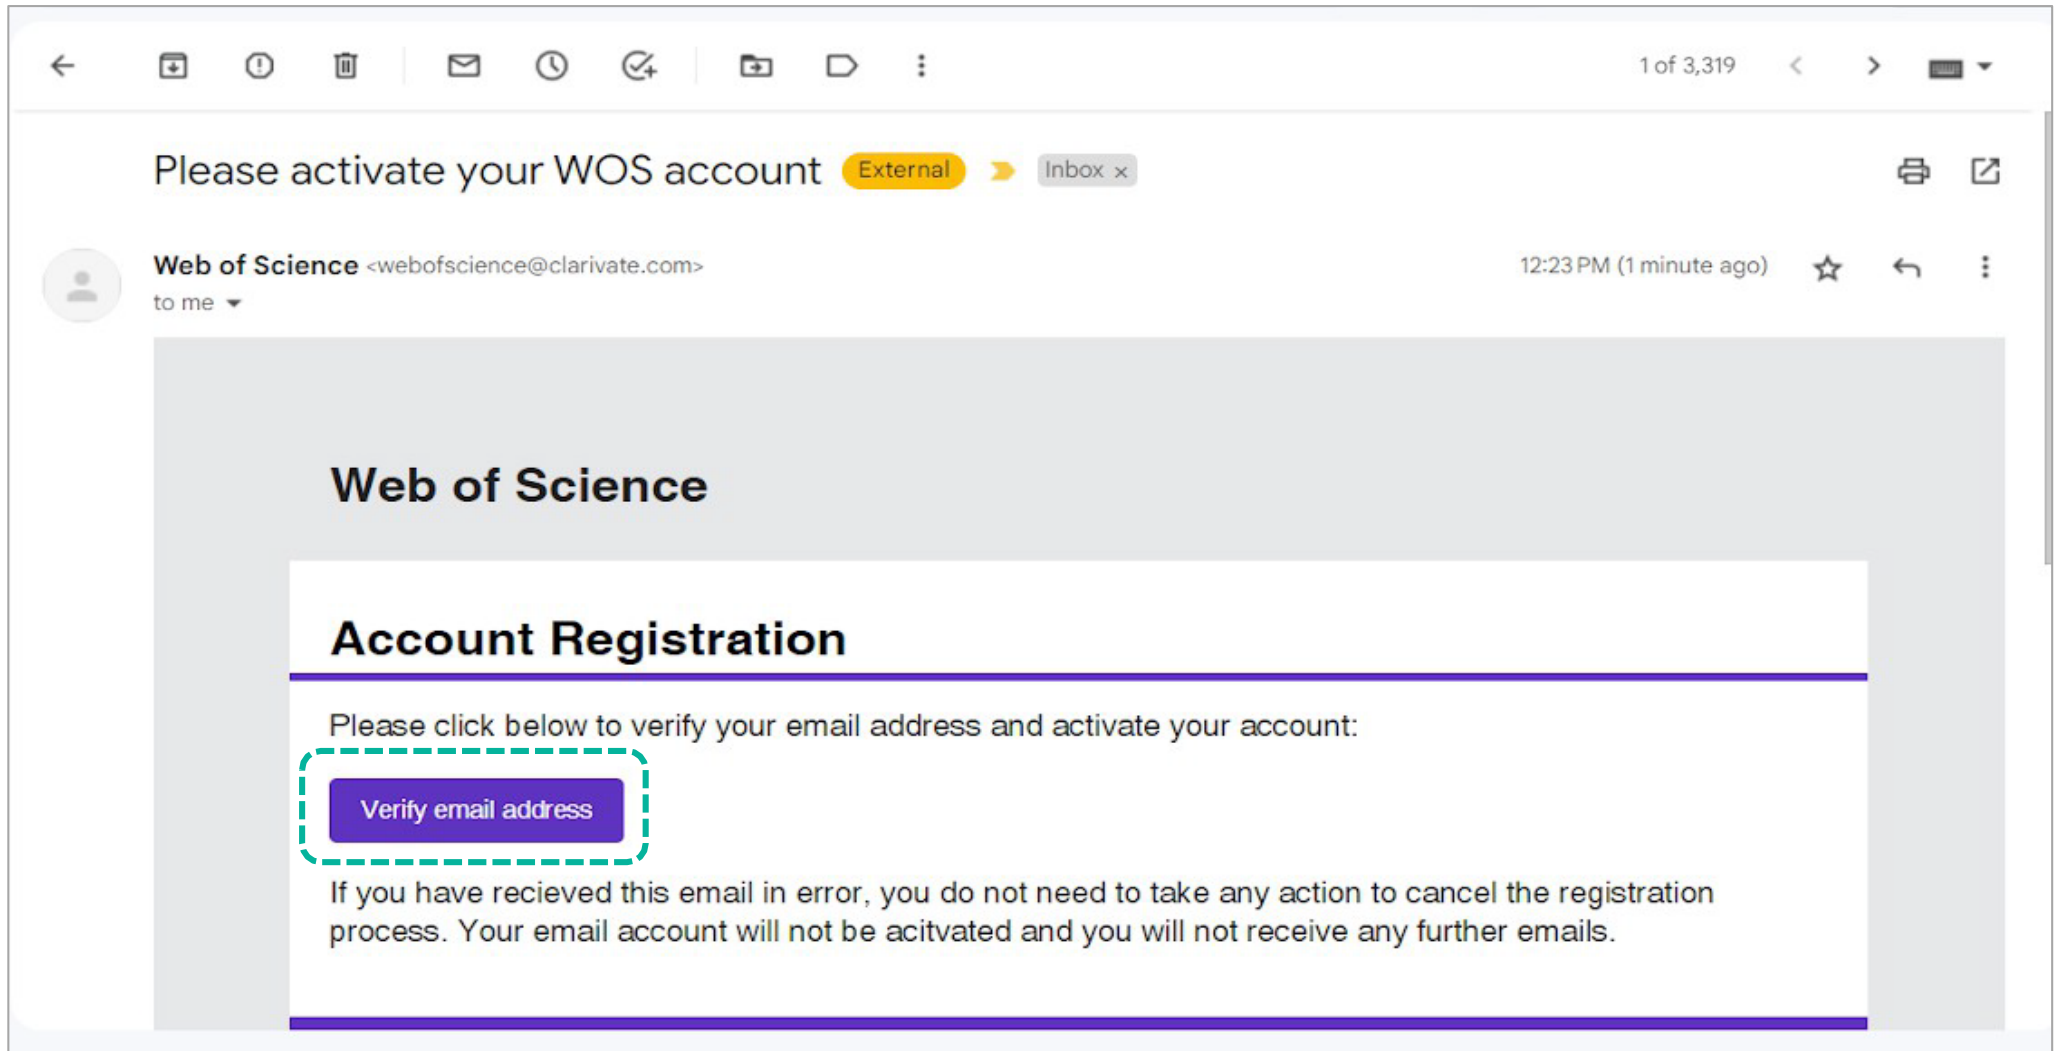 1 of 3,319
Please activate your WOS account External Inbox x
Web of Science <webofscience@clarivate.com> 12:23 PM (1 minute ago)
to me
Web of Science
Account Registration
Please click below to verify your email address and activate your account:
Verify email address
If you have recieved this email in error, you do not need to take any action to cancel the registration
process. Your email account will not be acitvated and you will not receive any further emails.